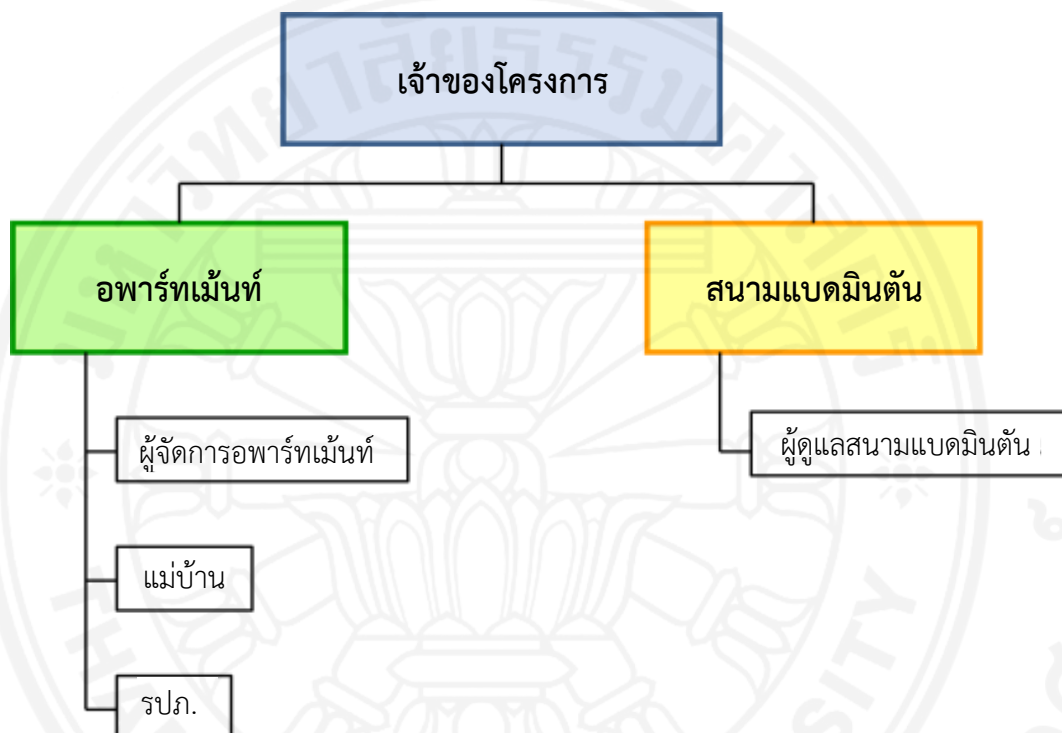 เจ้าของโครงการ
อพาร์ทเม้นท์
สนามแบดมินตัน
ผู้จัดการอพาร์ทเม้นท์
ผู้ดูแลสนามแบดมินตัน
แม่บ้าน
รปภ.